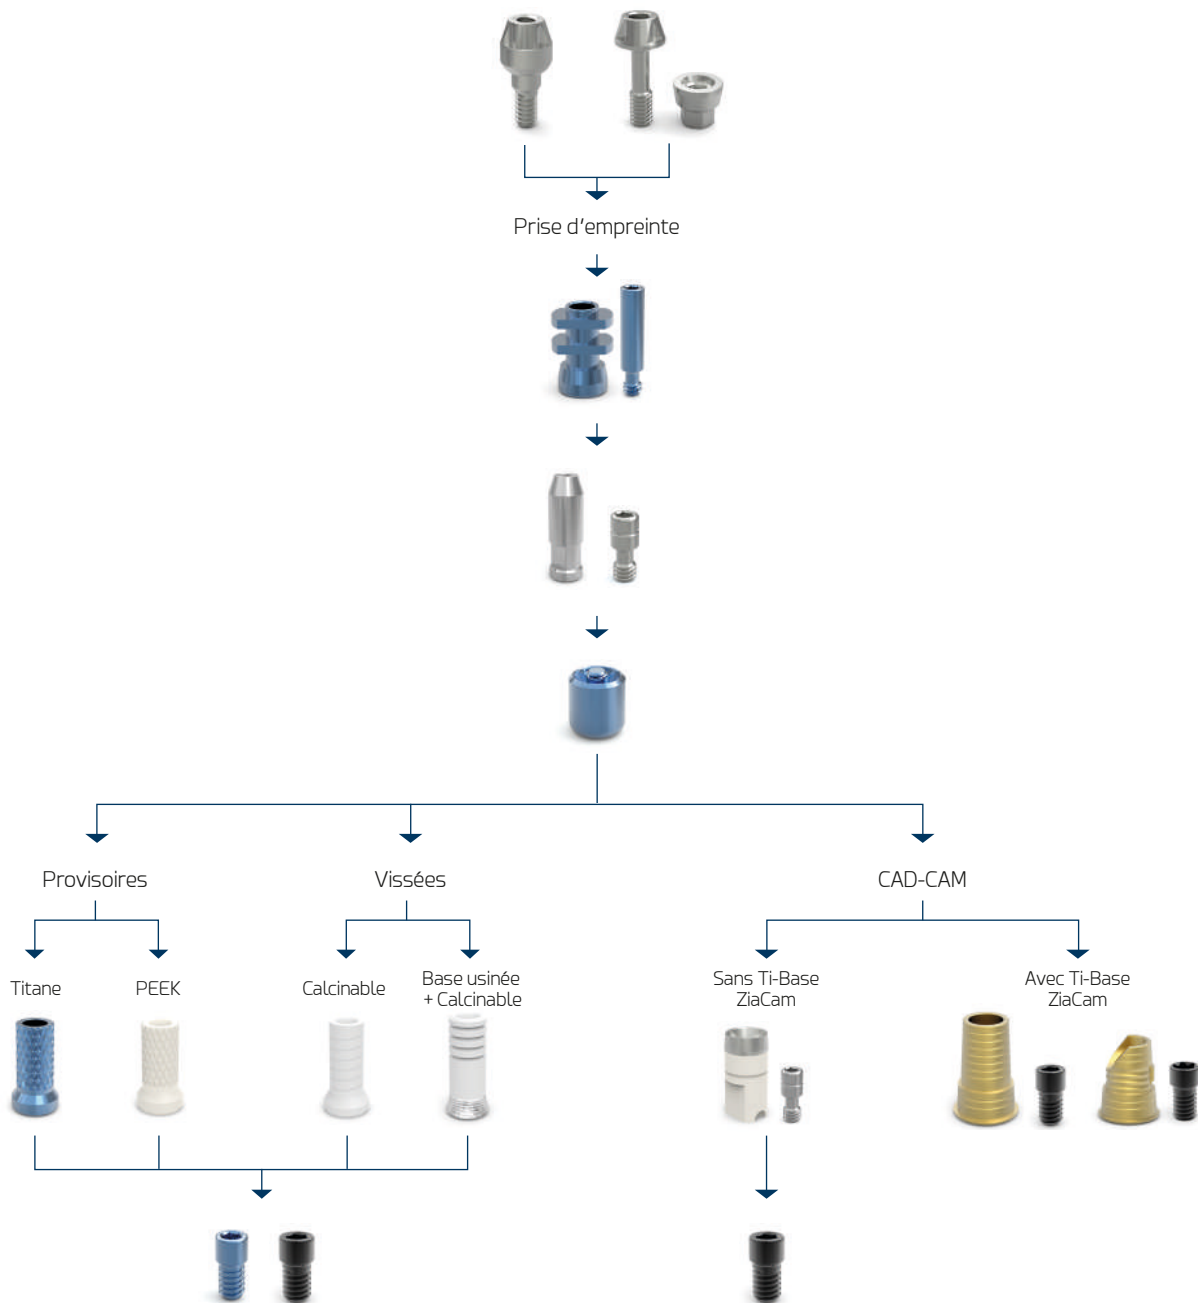 Prise d'empreinte
Provisoires
Vissées
CAD-CAM
Titane
PEEK
Calcinable
Base usinée
+ Calcinable
Sans Ti-Base
ZiaCam
Avec Ti-Base
ZiaCam